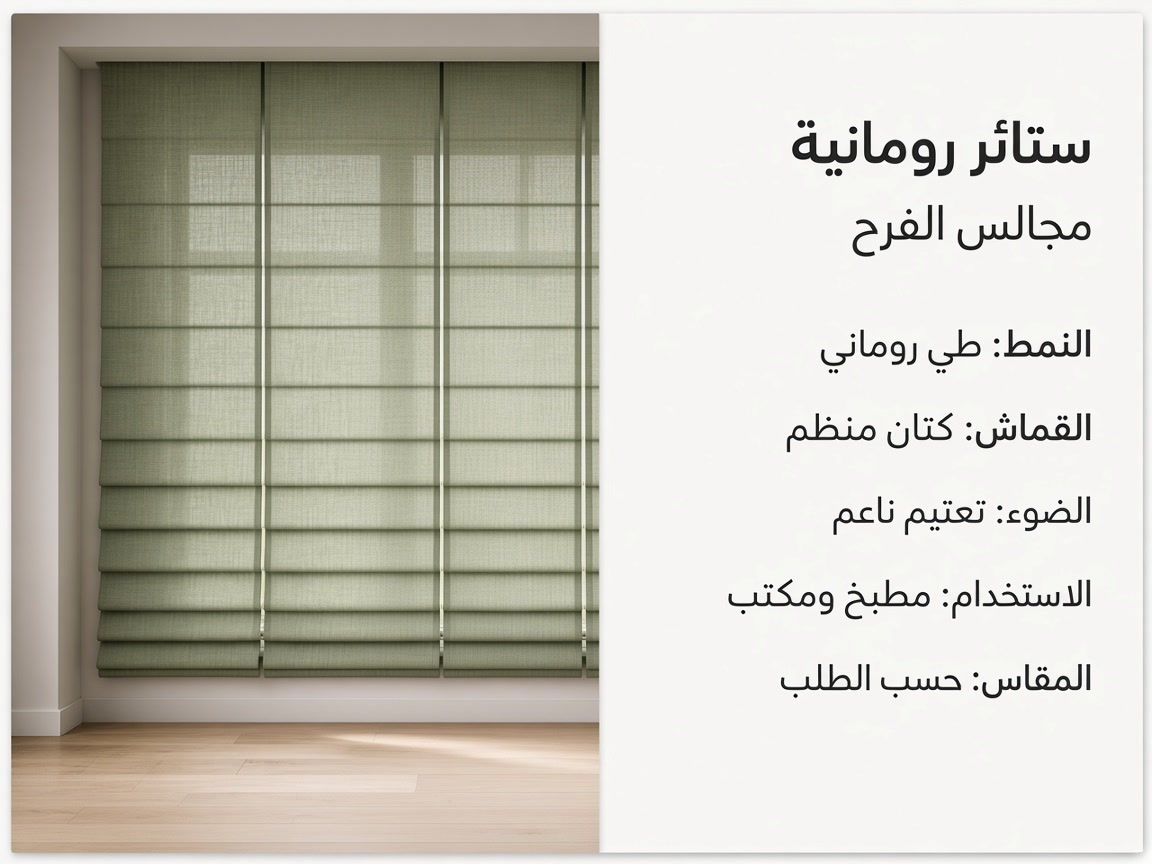 ستائر رومانية
مجالس الفرح
النمط: طي روماني
القماش: كتان منظم
الضوء: تعتيم ناعم
الاستخدام: مطبخ ومكتب
المقاس: حسب الطلب